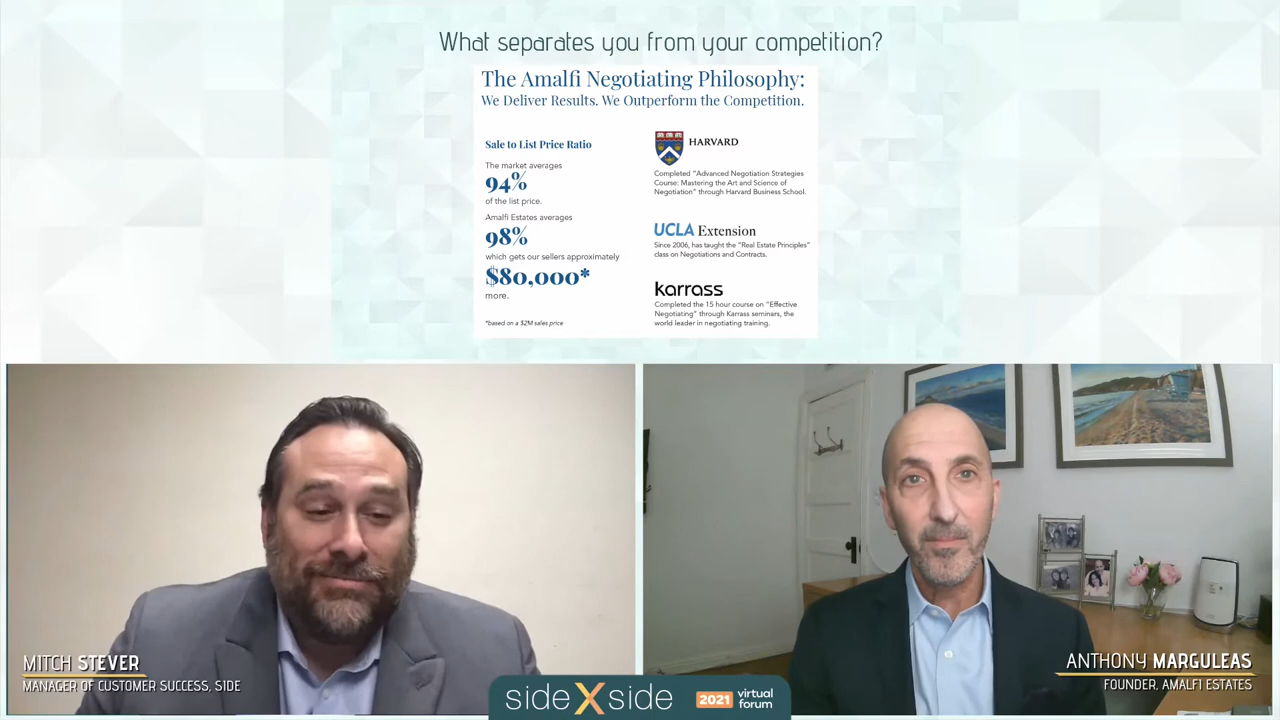 What separates you from your competition?
The Amalfi Negotiating Philosophy:
We Deliver Results. We Outperform the Competition.
Sale to List Price Ratio
The market averages
94%
of the list price.
Amalfi Estates averages
98%
which gets our sellers approximately
$80,000*
more.
*based on a $2M sales price
HARVARD
Completed "Advanced Negotiation Strategies
Course: Mastering the Art and Science of
Negotiation" through Harvard Business School.
UCLA Extension
Since 2006, has taught the "Real Estate Principles"
class on Negotiations and Contracts.
karrass
Completed the 15 hour course on "Effective
Negotiating" through Karrass seminars, the
world leader in negotiating training.
MITCH STEVER
MANAGER OF CUSTOMER SUCCESS, SIDE
ANTHONY MARGULEAS
FOUNDER, AMALFI ESTATES
side X side 2021 virtual
forum